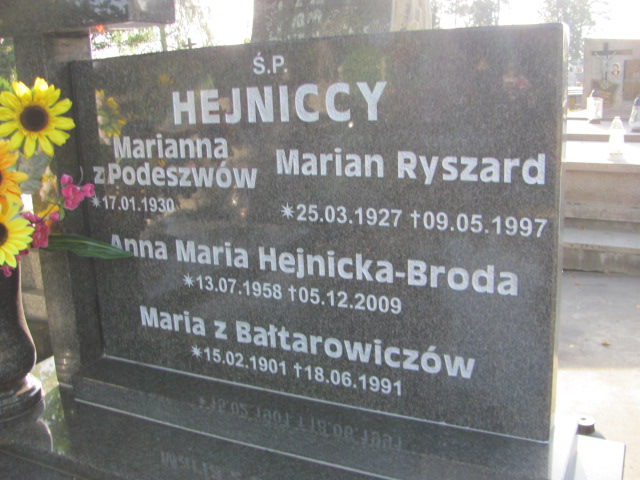 Ś.P.
HEJNICCY
Marianna
z Podeszwów
✷17.01.1930
Marian Ryszard
✷25.03.1927 †09.05.1997
Anna Maria Hejnicka-Broda
✷13.07.1958 †05.12.2009
Maria z Bałtarowiczów
✷15.02.1901 †18.06.1991